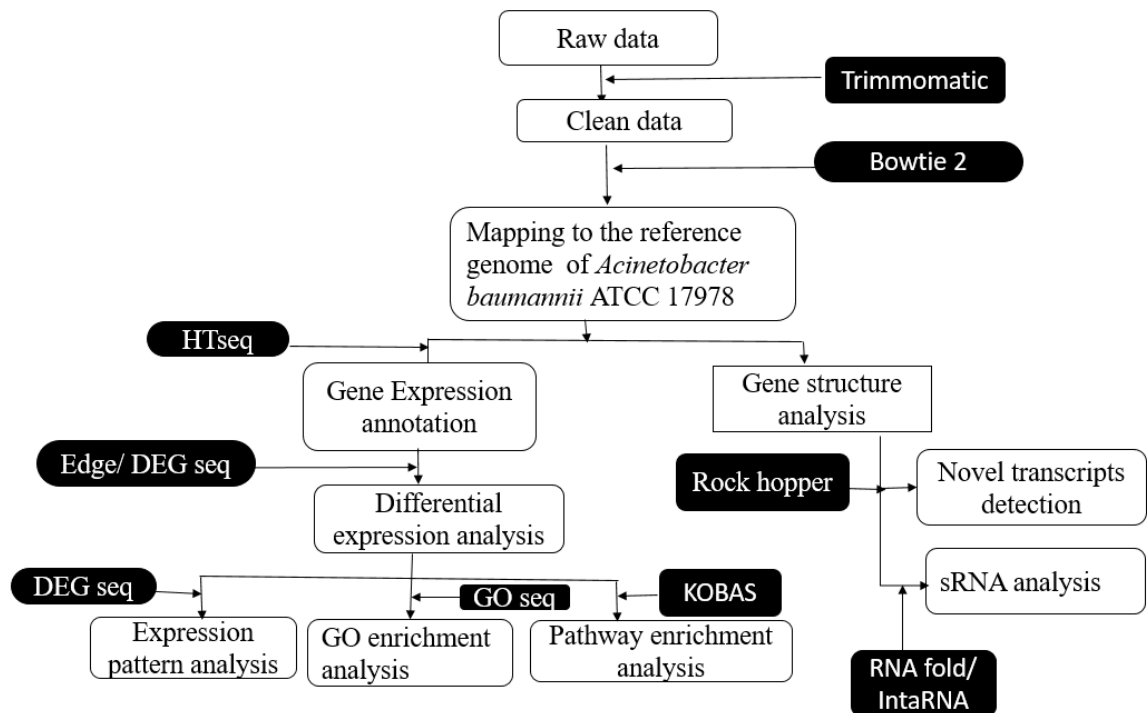 Raw data
Trimmomatic
Clean data
Bowtie 2
Mapping to the reference
genome of Acinetobacter
baumannii ATCC 17978
HTseq
Gene Expression
annotation
Gene structure
analysis
Edge/ DEG seq
Rock hopper
Novel transcripts
detection
Differential
expression analysis
sRNA analysis
DEG seq
GO seq
KOBAS
Expression
pattern analysis
GO enrichment
analysis
Pathway enrichment
analysis
RNA fold/
IntaRNA